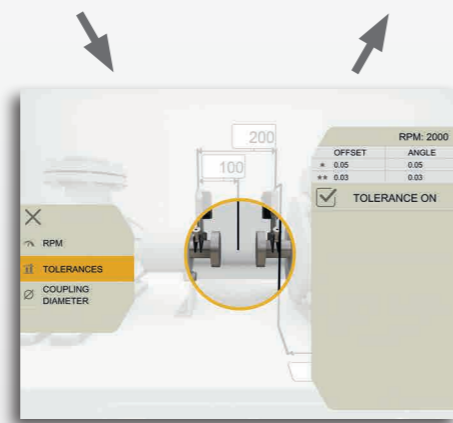 200
100
RPM
TOLERANCES
COUPLING
DIAMETER
RPM: 2000
OFFSET ANGLE
* 0.05 0.05
** 0.03 0.03
TOLERANCE ON